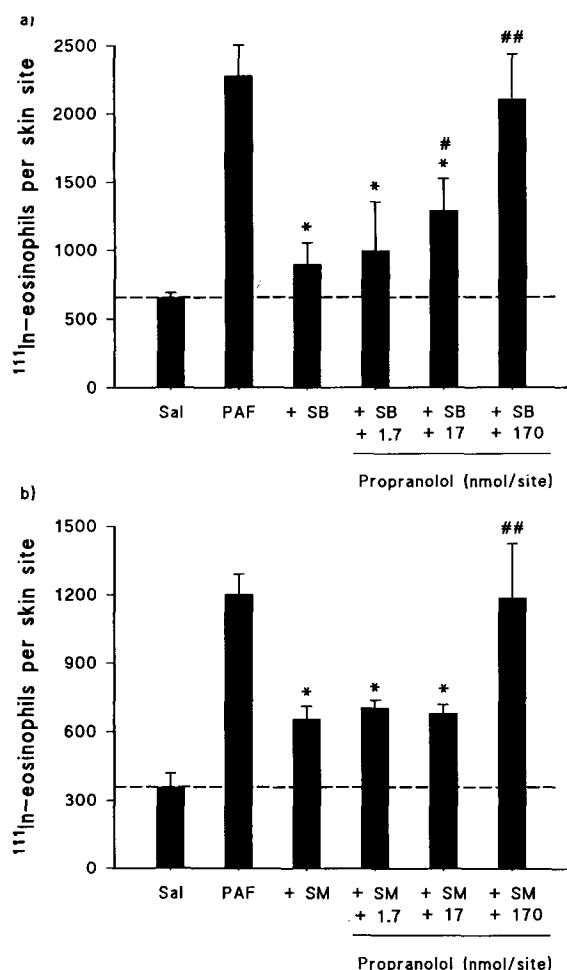 a)
¹¹¹In-eosinophils per skin site
2500
2000
1500
1000
500
0
*
*
#
*
##
Sal PAF + SB + SB + SB + SB
+ 1.7 + 17 + 170
Propranolol (nmol/site)
b)
¹¹¹In-eosinophils per skin site
1500
1200
900
600
300
0
*
*
*
##
Sal PAF + SM + SM + SM + SM
+ 1.7 + 17 + 170
Propranolol (nmol/site)